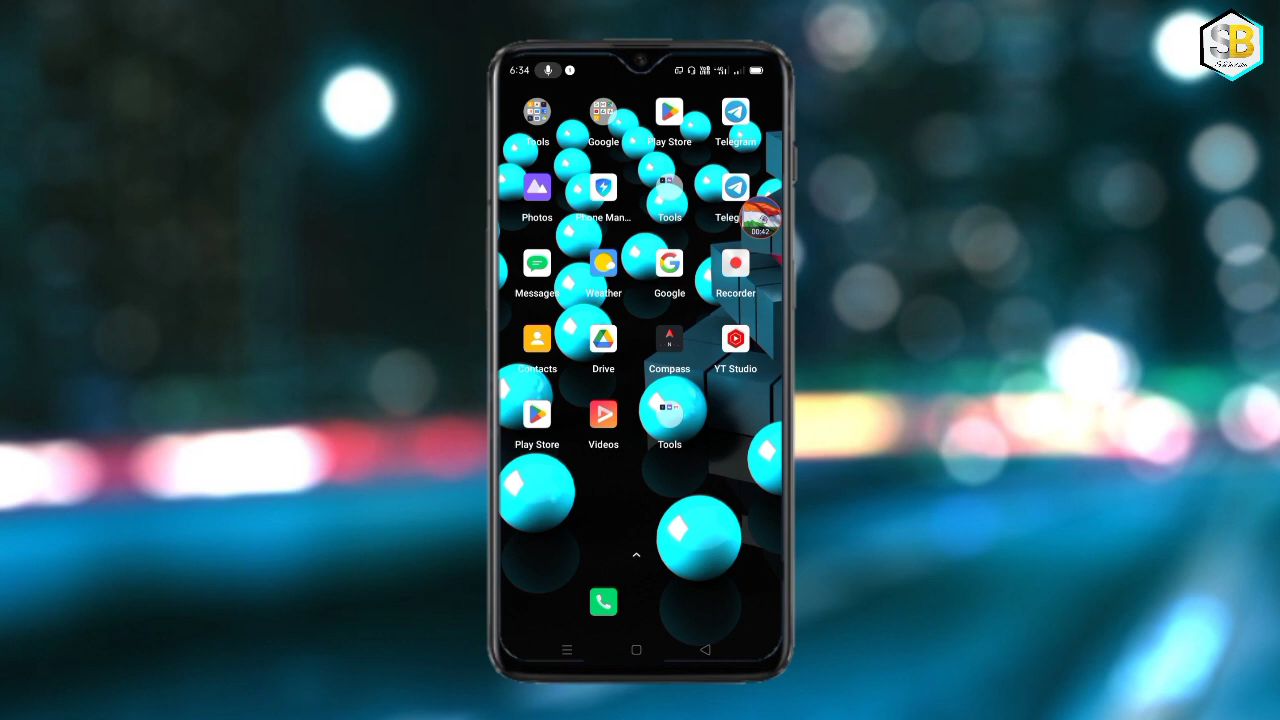 6:34
Tools Google Play Store Telegram
Photos Phone Man... Tools Teleg
00:42
Messages Weather Google Recorder
N
Contacts Drive Compass YT Studio
Play Store Videos Tools
SB